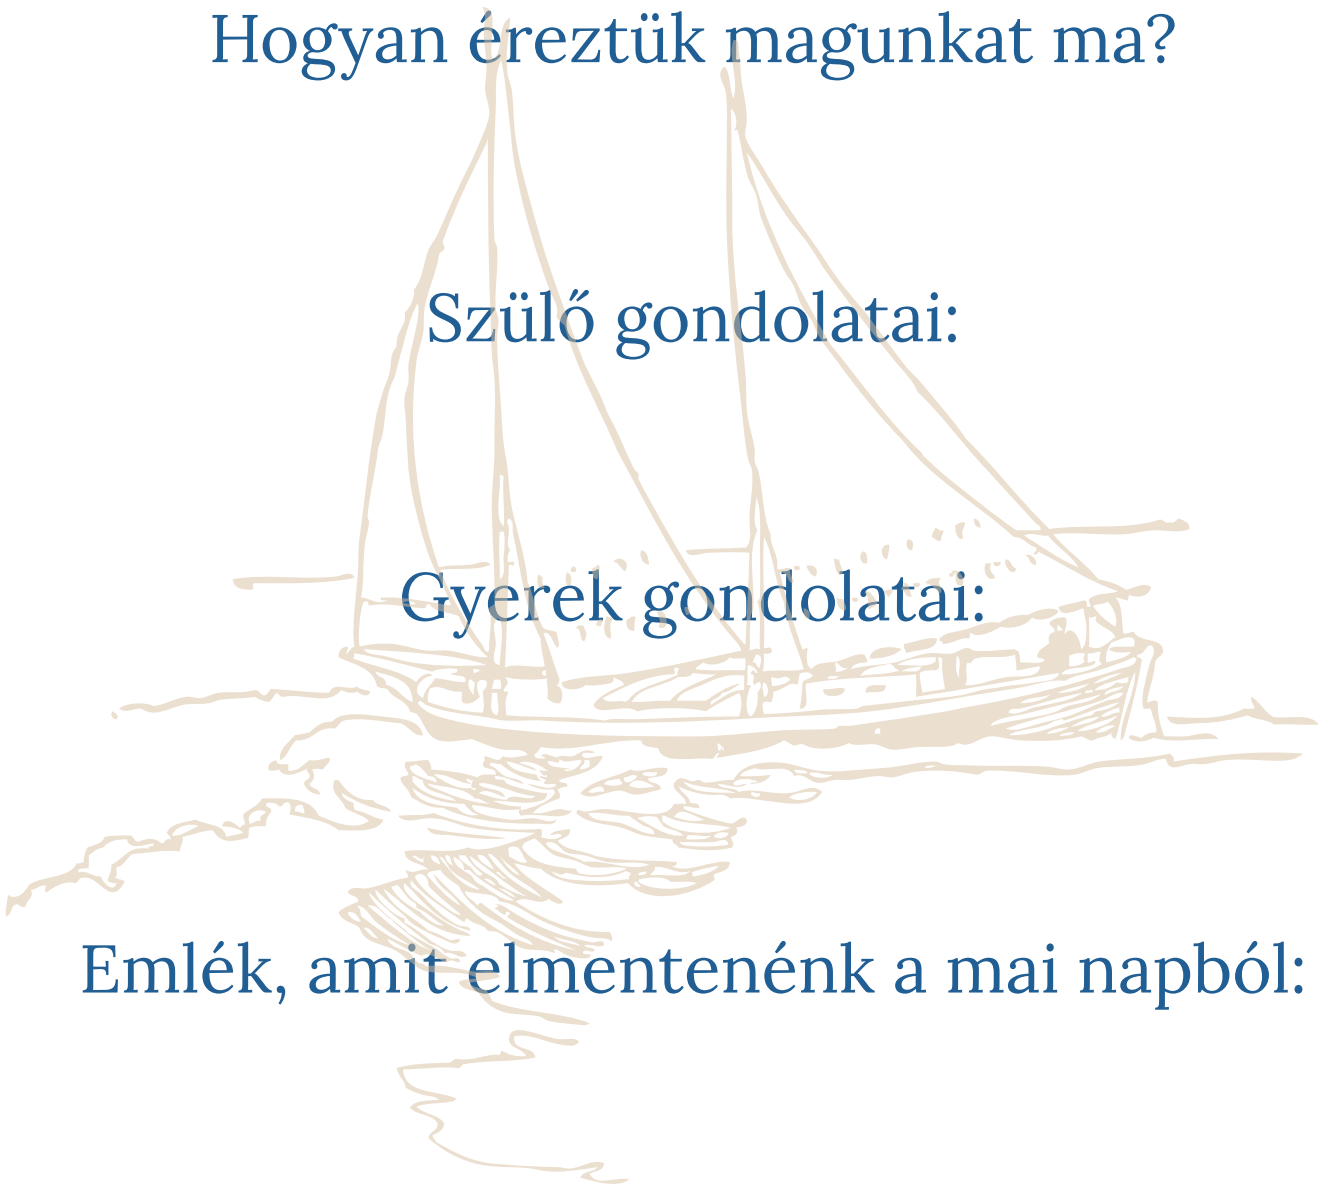 Hogyan éreztük magunkat ma?
Szülő gondolatai:
Gyerek gondolatai:
Emlék, amit elmentenénk a mai napból: